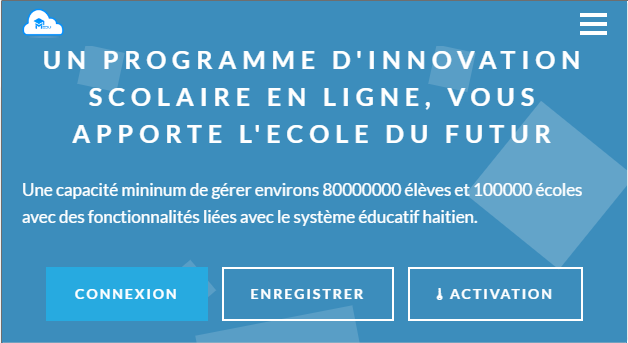 UN PROGRAMME D'INNOVATION
SCOLAIRE EN LIGNE, VOUS
APPORTE L'ECOLE DU FUTUR
Une capacité mininum de gérer environs 80000000 élèves et 100000 écoles
avec des fonctionnalités liées avec le système éducatif haitien.
CONNEXION
ENREGISTRER
ACTIVATION